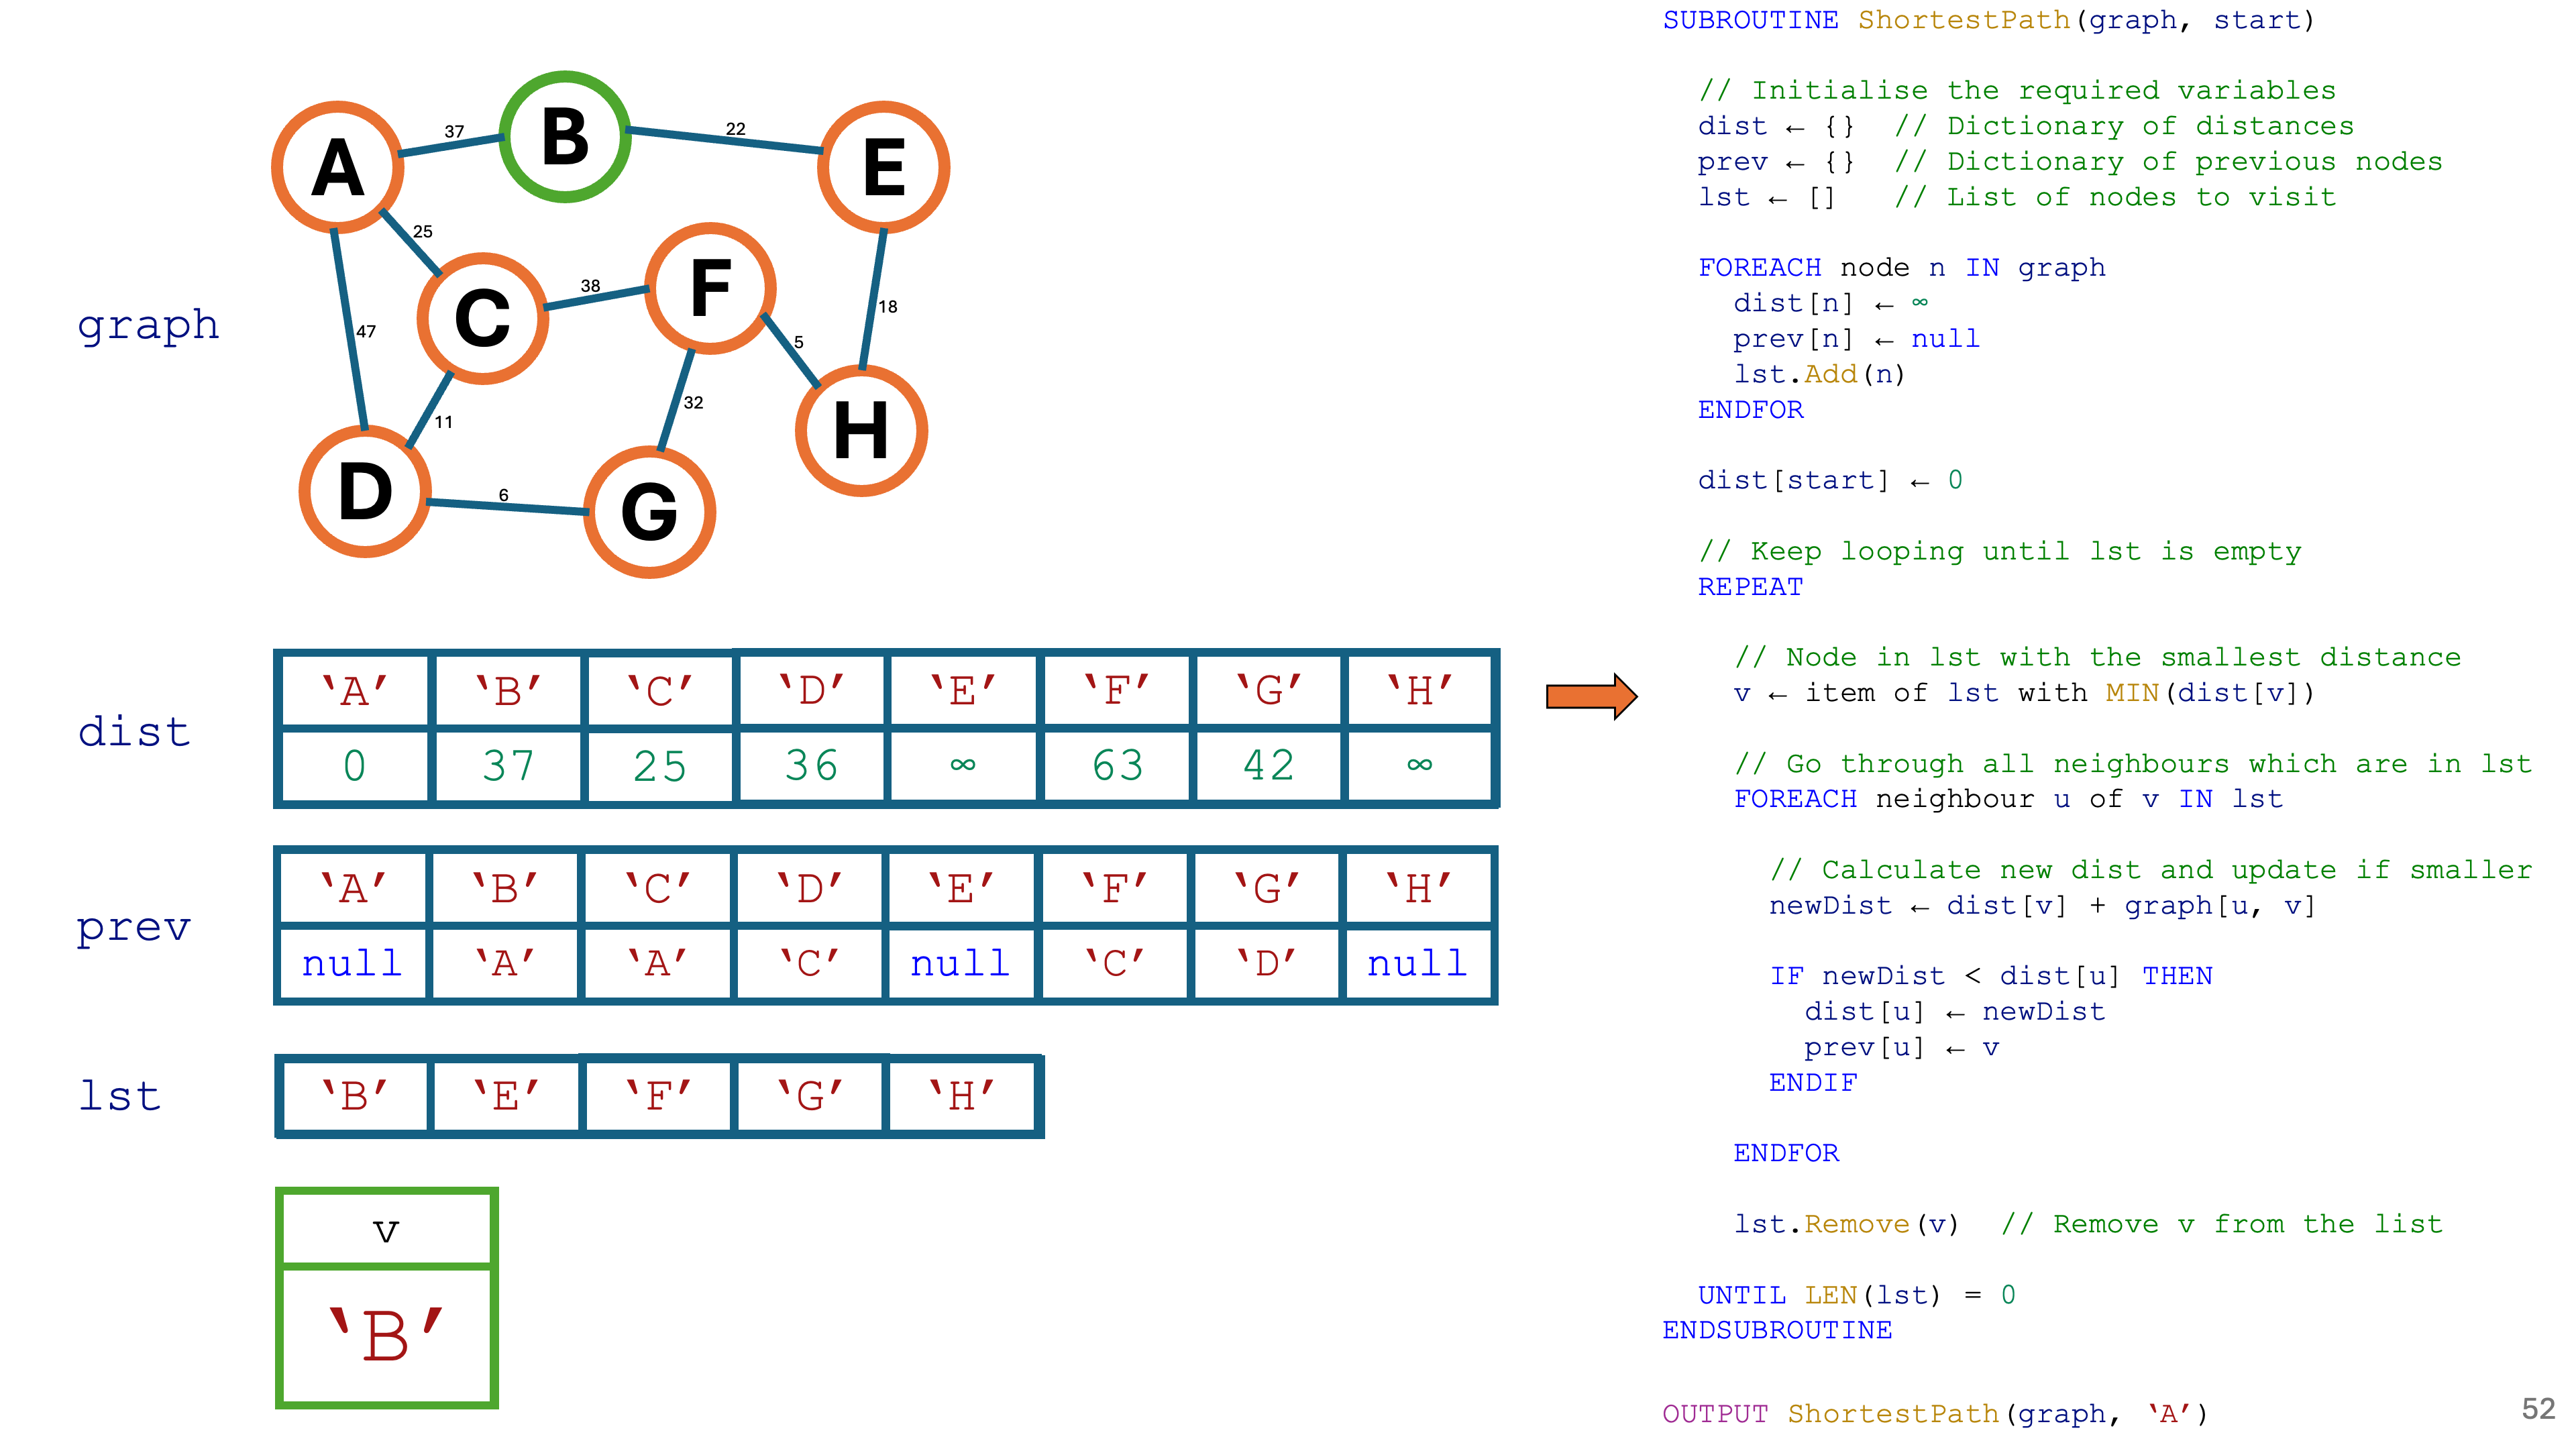 graph
A
B
C
D
E
F
G
H
37
22
25
47
38
5
18
11
32
6
dist
‘A’ ‘B’ ‘C’ ‘D’ ‘E’ ‘F’ ‘G’ ‘H’
0 37 25 36 ∞ 63 42 ∞
prev
‘A’ ‘B’ ‘C’ ‘D’ ‘E’ ‘F’ ‘G’ ‘H’
null ‘A’ ‘A’ ‘C’ null ‘C’ ‘D’ null
lst
‘B’ ‘E’ ‘F’ ‘G’ ‘H’
v
‘B’
SUBROUTINE ShortestPath(graph, start)
// Initialise the required variables
dist ← {} // Dictionary of distances
prev ← {} // Dictionary of previous nodes
lst ← [] // List of nodes to visit
FOREACH node n IN graph
dist[n] ← ∞
prev[n] ← null
lst.Add(n)
ENDFOR
dist[start] ← 0
// Keep looping until lst is empty
REPEAT
// Node in lst with the smallest distance
v ← item of lst with MIN(dist[v])
// Go through all neighbours which are in lst
FOREACH neighbour u of v IN lst
// Calculate new dist and update if smaller
newDist ← dist[v] + graph[u, v]
IF newDist < dist[u] THEN
dist[u] ← newDist
prev[u] ← v
ENDIF
ENDFOR
lst.Remove(v) // Remove v from the list
UNTIL LEN(lst) = 0
ENDSUBROUTINE
OUTPUT ShortestPath(graph, ‘A’)
52